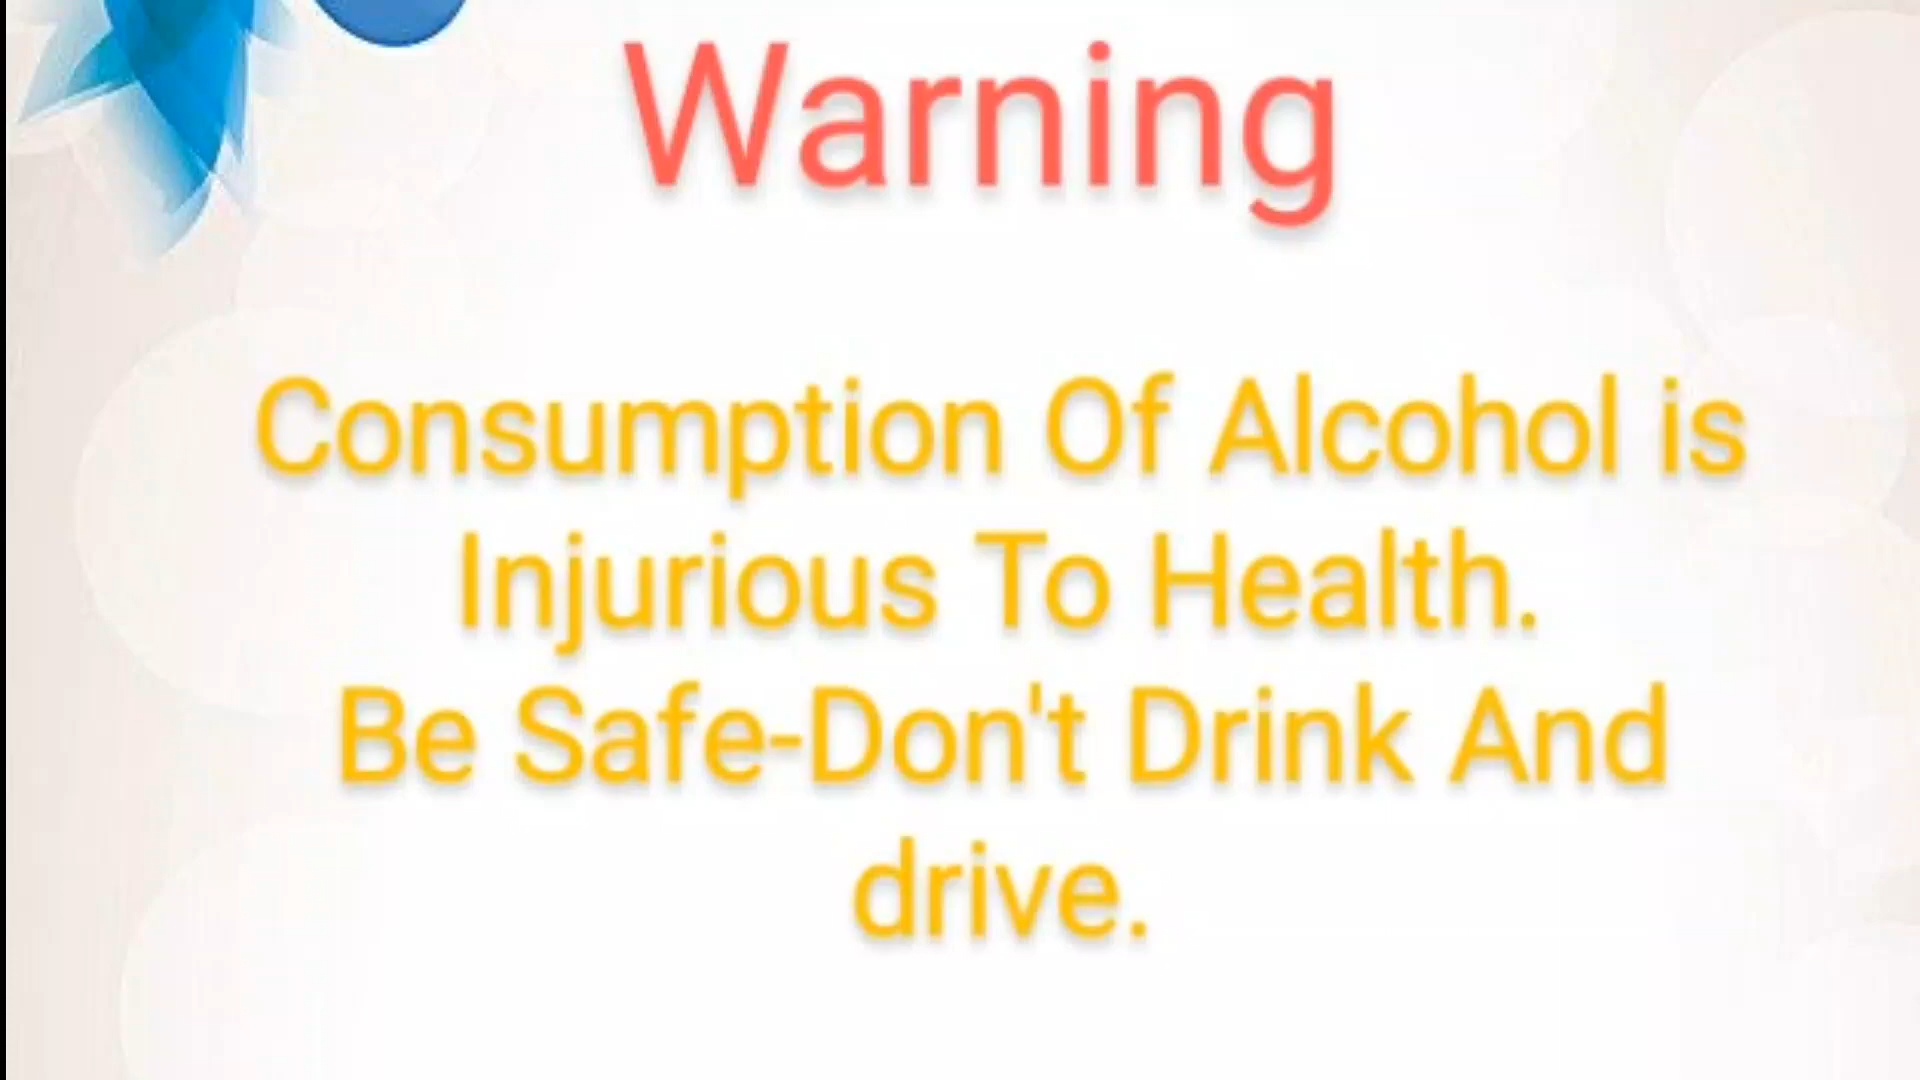 Warning
Consumption Of Alcohol is
Injurious To Health.
Be Safe-Don't Drink And
drive.